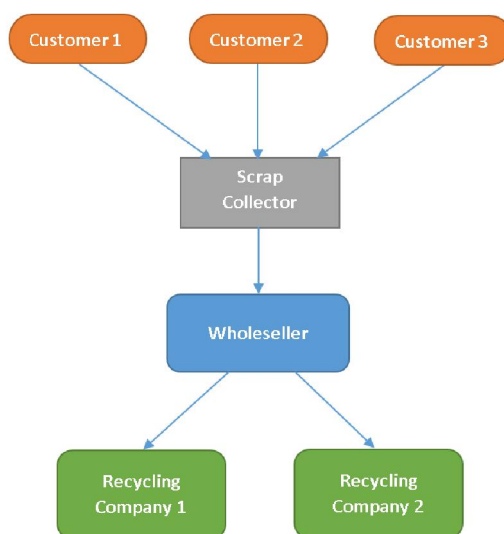 Customer 1
Customer 2
Customer 3
Scrap
Collector
Wholeseller
Recycling
Company 1
Recycling
Company 2